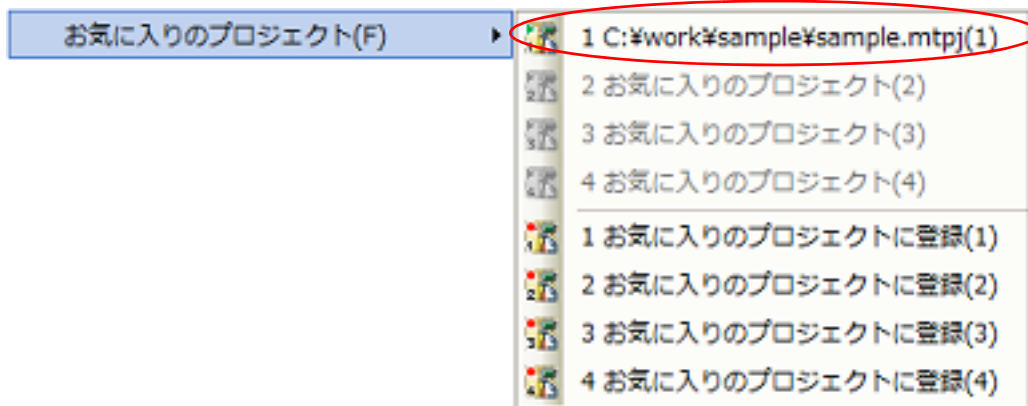 お気に入りのプロジェクト(F)
1 C:¥work¥sample¥sample.mtpj(1)
2 お気に入りのプロジェクト(2)
3 お気に入りのプロジェクト(3)
4 お気に入りのプロジェクト(4)
1 お気に入りのプロジェクトに登録(1)
2 お気に入りのプロジェクトに登録(2)
3 お気に入りのプロジェクトに登録(3)
4 お気に入りのプロジェクトに登録(4)